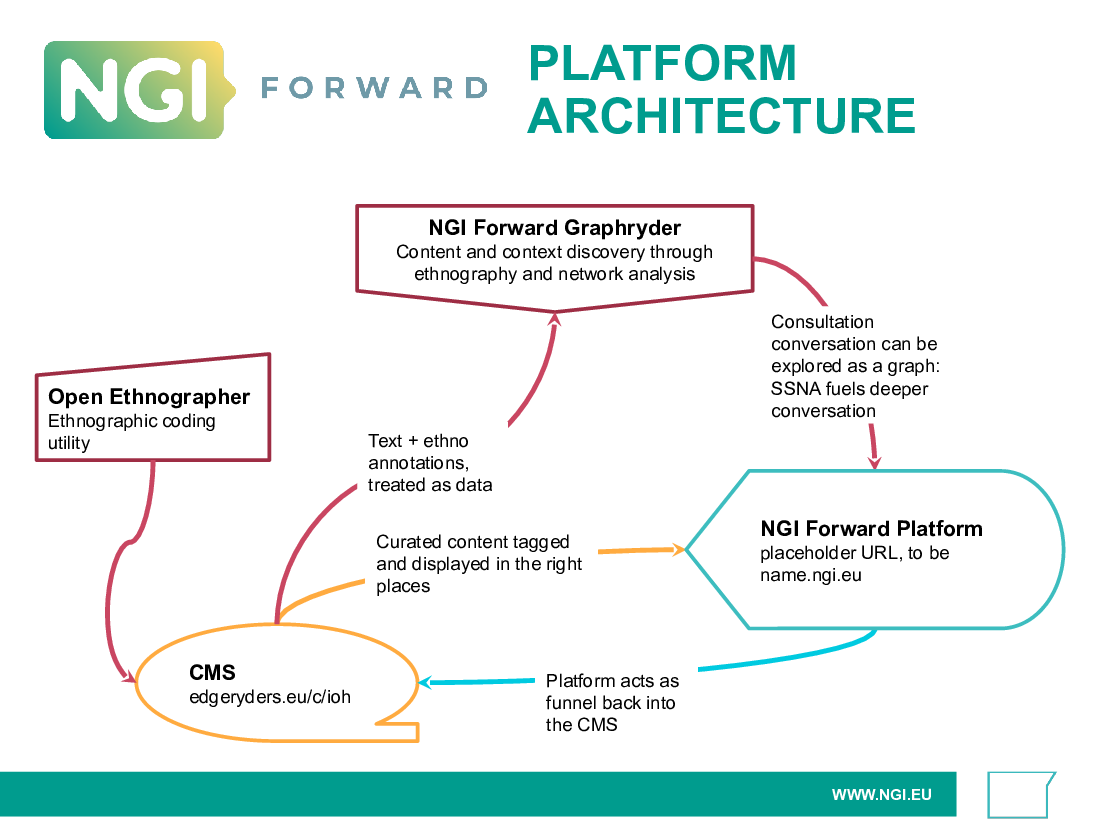 NGI FORWARD
PLATFORM
ARCHITECTURE
NGI Forward Graphryder
Content and context discovery through
ethnography and network analysis
Consultation
conversation can be
explored as a graph:
SSNA fuels deeper
conversation
Open Ethnographer
Ethnographic coding
utility
Text + ethno
annotations,
treated as data
Curated content tagged
and displayed in the right
places
NGI Forward Platform
placeholder URL, to be
name.ngi.eu
CMS
edgeryders.eu/c/ioh
Platform acts as
funnel back into
the CMS
WWW.NGI.EU